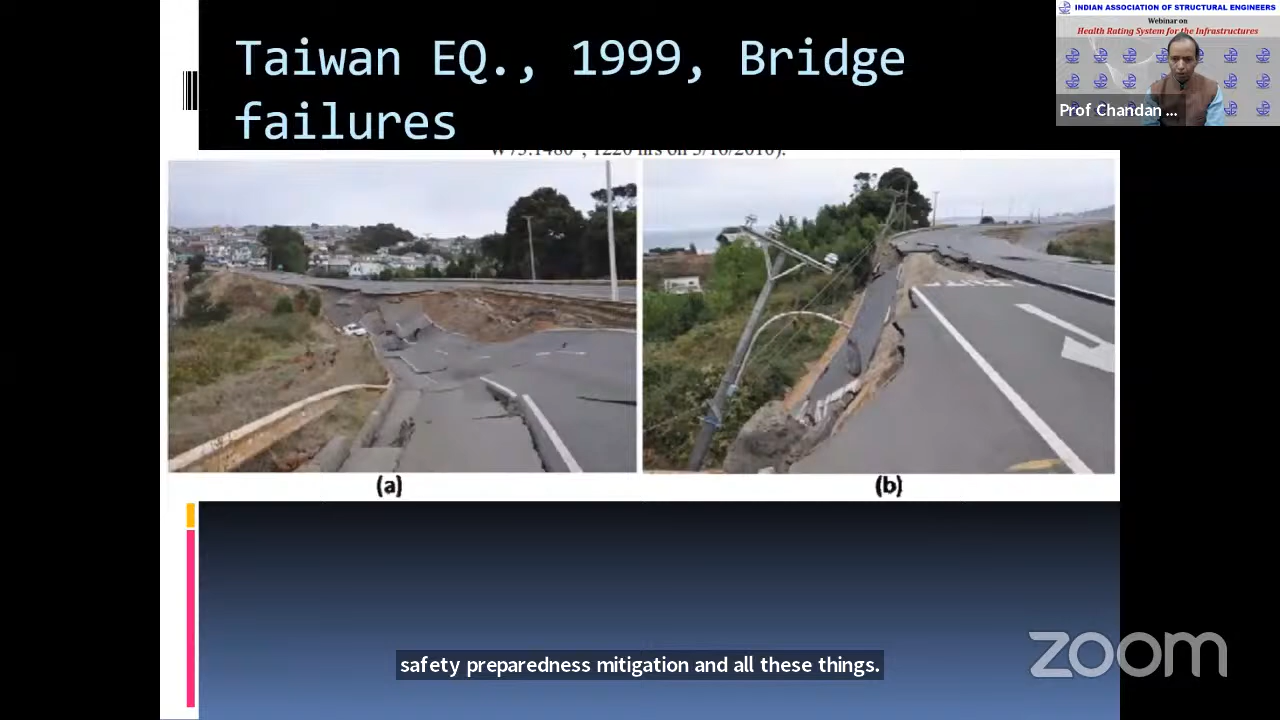 Taiwan EQ., 1999, Bridge
failures
INDIAN ASSOCIATION OF STRUCTURAL ENGINEERS
Webinar on
Health Rating System for the Infrastructures
Prof Chandan ...
(a)
(b)
safety preparedness mitigation and all these things.
zoom